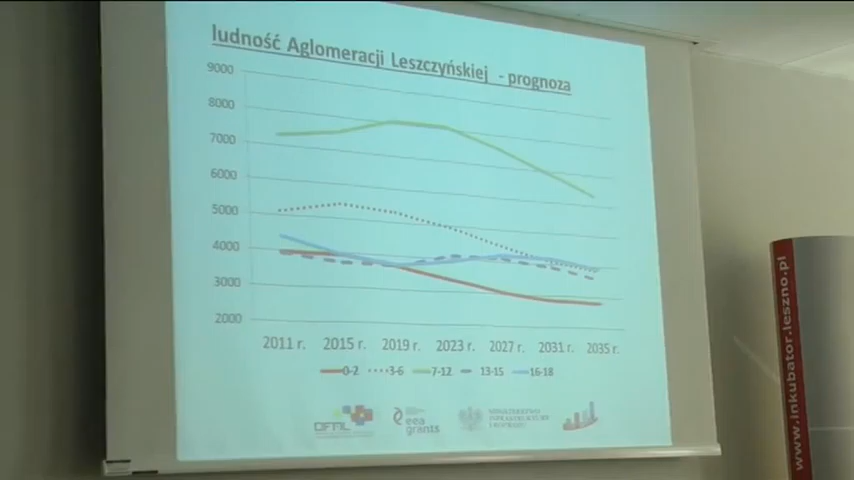 ludność Aglomeracji Leszczyńskiej - prognoza
9000
8000
7000
6000
5000
4000
3000
2000
2011 r. 2015 r. 2019 r. 2023 r. 2027 r. 2031 r. 2035 r.
0-2 3-6 7-12 13-15 16-18
OFML
eea
grants
www.inkubator.leszno.pl